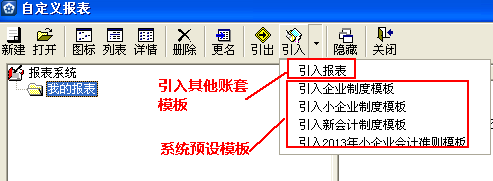 自定义报表
新建 打开 图标 列表 详情 删除 更名 引出 引入 隐藏 关闭
报表系统
我的报表
引入其他账套
模板
系统预设模板
引入报表
引入企业制度模板
引入小企业制度模板
引入新会计制度模板
引入2013年小企业会计准则模板